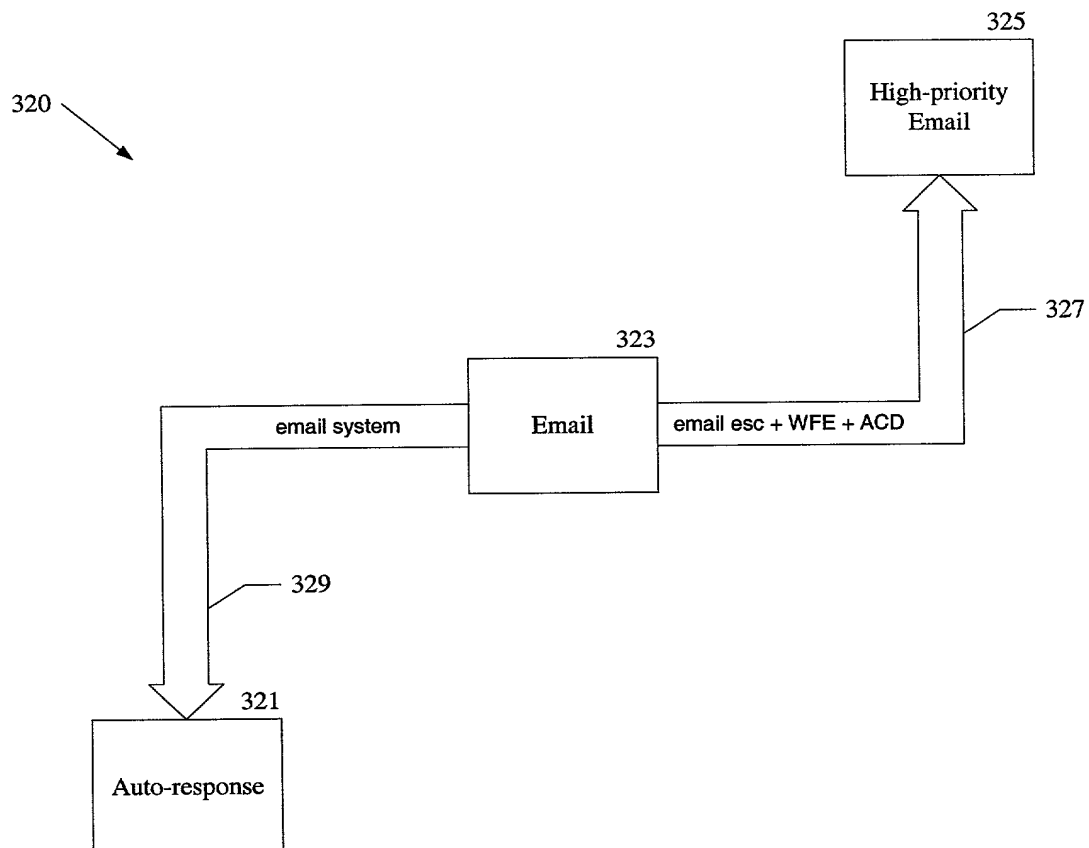 325
320
High-priority
Email
327
323
email system
Email
email esc + WFE + ACD
329
321
Auto-response